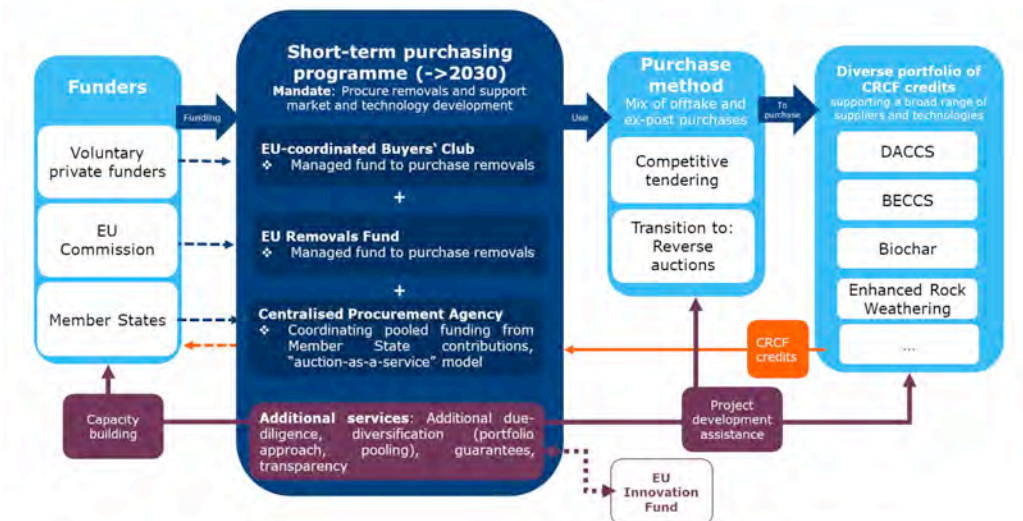 Funders
Funding
Voluntary
private funders
EU
Commission
Member States
Capacity
building
Short-term purchasing
programme (->2030)
Mandate: Procure removals and support
market and technology development
EU-coordinated Buyers' Club
❖ Managed fund to purchase removals
+
EU Removals Fund
❖ Managed fund to purchase removals
+
Centralised Procurement Agency
❖ Coordinating pooled funding from
Member State contributions,
"auction-as-a-service" model
Additional services: Additional due-
diligence, diversification (portfolio
approach, pooling), guarantees,
transparency
Use
Purchase
method
Mix of offtake and
ex-post purchases
Competitive
tendering
Transition to:
Reverse
auctions
To
purchase
Diverse portfolio of
CRCF credits
supporting a broad range of
suppliers and technologies
DACCS
BECCS
Biochar
Enhanced Rock
Weathering
...
CRCF
credits
Project
development
assistance
EU
Innovation
Fund